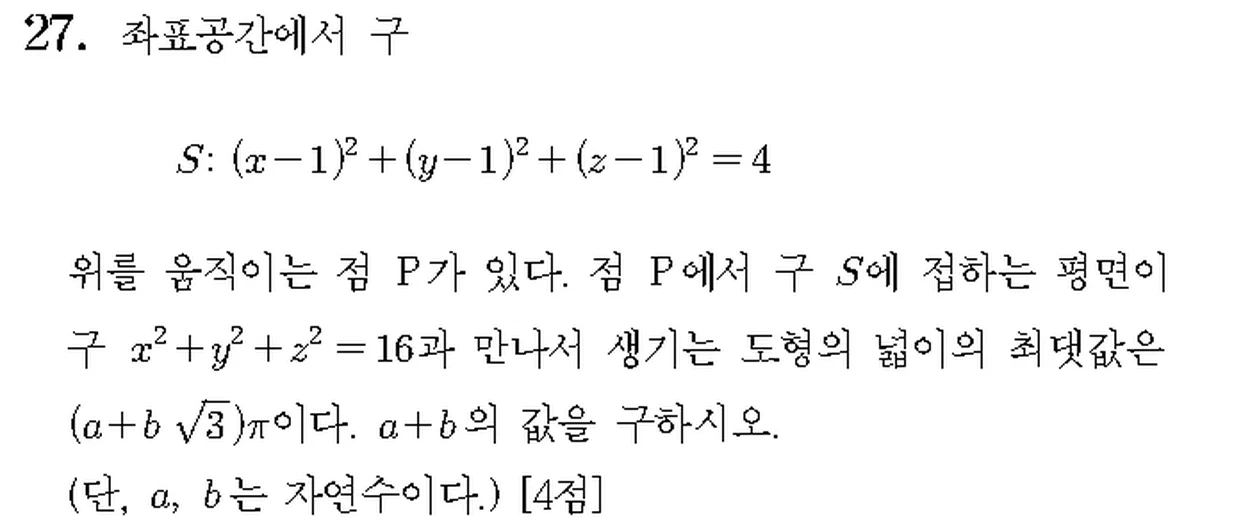 27. 좌표공간에서 구
S: (x-1)²+(y-1)²+(z-1)²=4
위를 움직이는 점 P가 있다. 점 P에서 구 S에 접하는 평면이
구 x²+y²+z²=16과 만나서 생기는 도형의 넓이의 최댓값은
(a+b√3)π이다. a+b의 값을 구하시오.
(단, a, b는 자연수이다.) [4점]